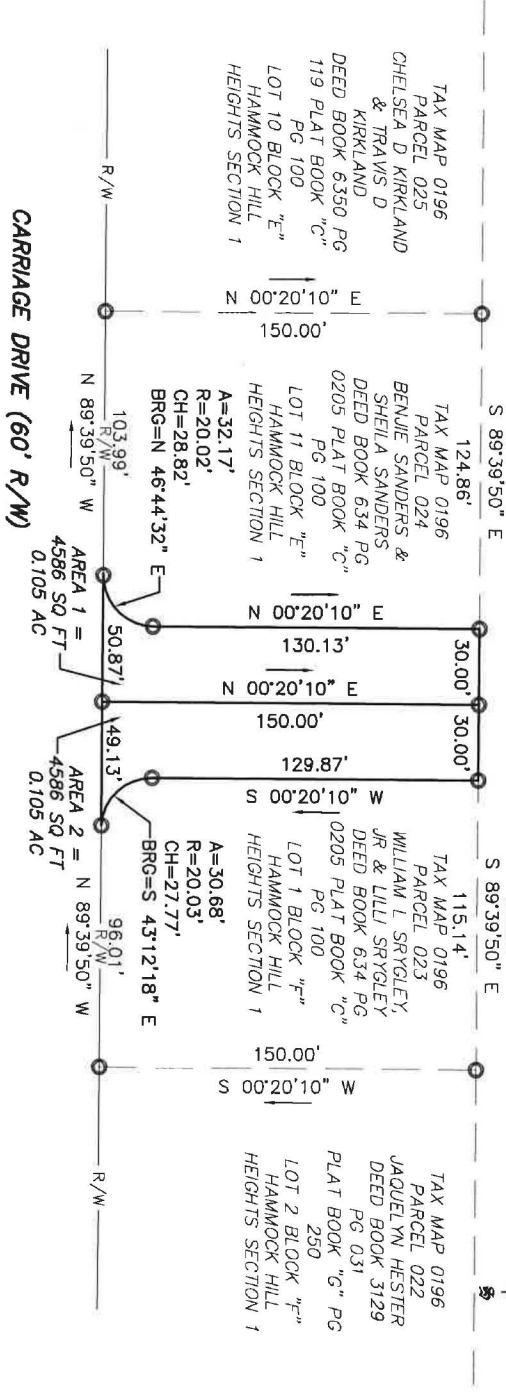 TAX MAP 0196
PARCEL 025
CHELSEA D KIRKLAND
& TRAVIS D
KIRKLAND
DEED BOOK 6350 PG
119 PLAT BOOK "C"
PG 100
LOT 10 BLOCK "E"
HAMMOCK HILL
HEIGHTS SECTION 1
R/W
N 00°20'10" E
150.00'
S 89°39'50" E
124.86'
TAX MAP 0196
PARCEL 024
BENJIE SANDERS &
SHEILA SANDERS
DEED BOOK 634 PG
0205 PLAT BOOK "C"
PG 100
LOT 11 BLOCK "E"
HAMMOCK HILL
HEIGHTS SECTION 1
A=32.17'
R=20.02'
CH=28.82'
BRG=N 46°44'32" E
103.99'
R/W
N 89°39'50" W
N 00°20'10" E
130.13'
30.00'
50.87'
N 00°20'10" E
150.00'
30.00'
49.13'
129.87'
S 00°20'10" W
AREA 1 =
4586 SQ FT
0.105 AC
AREA 2 =
4586 SQ FT
0.105 AC
S 89°39'50" E
115.14'
TAX MAP 0196
PARCEL 023
WILLIAM L SRYGLEY,
JR & LILLI SRYGLEY
DEED BOOK 634 PG
0205 PLAT BOOK "C"
PG 100
LOT 1 BLOCK "F"
HAMMOCK HILL
HEIGHTS SECTION 1
A=30.68'
R=20.03'
CH=27.77'
BRG=S 43°12'18" E
96.01'
R/W
N 89°39'50" W
150.00'
S 00°20'10" W
TAX MAP 0196
PARCEL 022
JAQUELYN HESTER
DEED BOOK 3129
PG 031
PLAT BOOK "G" PG
250
LOT 2 BLOCK "F"
HAMMOCK HILL
HEIGHTS SECTION 1
R/W
CARRIAGE DRIVE (60' R/W)